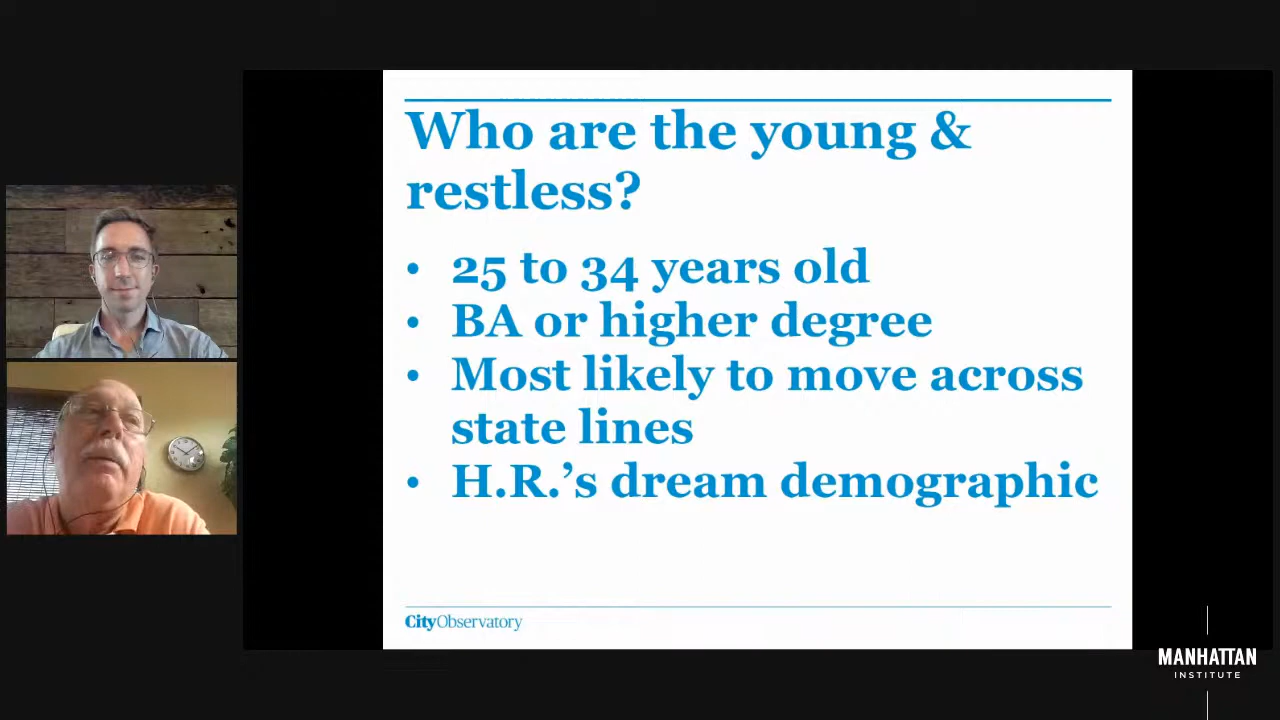 Who are the young &
restless?
• 25 to 34 years old
• BA or higher degree
• Most likely to move across
state lines
• H.R.’s dream demographic
CityObservatory
MANHATTAN
INSTITUTE